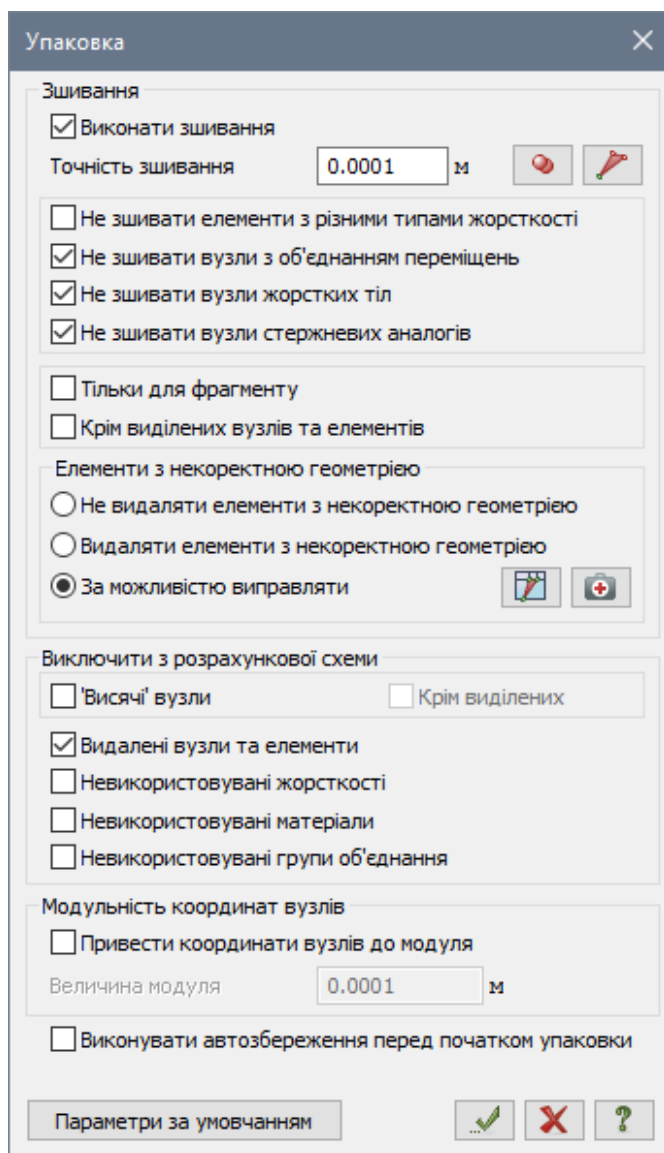 Упаковка
Зшивання
Виконати зшивання
Точність зшивання 0.0001 м
Не зшивати елементи з різними типами жорсткості
Не зшивати вузли з об'єднанням переміщень
Не зшивати вузли жорстких тіл
Не зшивати вузли стержневих аналогів
Тільки для фрагменту
Крім виділених вузлів та елементів
Елементи з некоректною геометрією
Не видаляти елементи з некоректною геометрією
Видаляти елементи з некоректною геометрією
За можливістю виправляти
Виключити з розрахункової схеми
'Висячі' вузли Крім виділених
Видалені вузли та елементи
Невикористовувані жорсткості
Невикористовувані матеріали
Невикористовувані групи об'єднання
Модульність координат вузлів
Привести координати вузлів до модуля
Величина модуля 0.0001 м
Виконувати автозбереження перед початком упаковки
Параметри за умовчанням ?